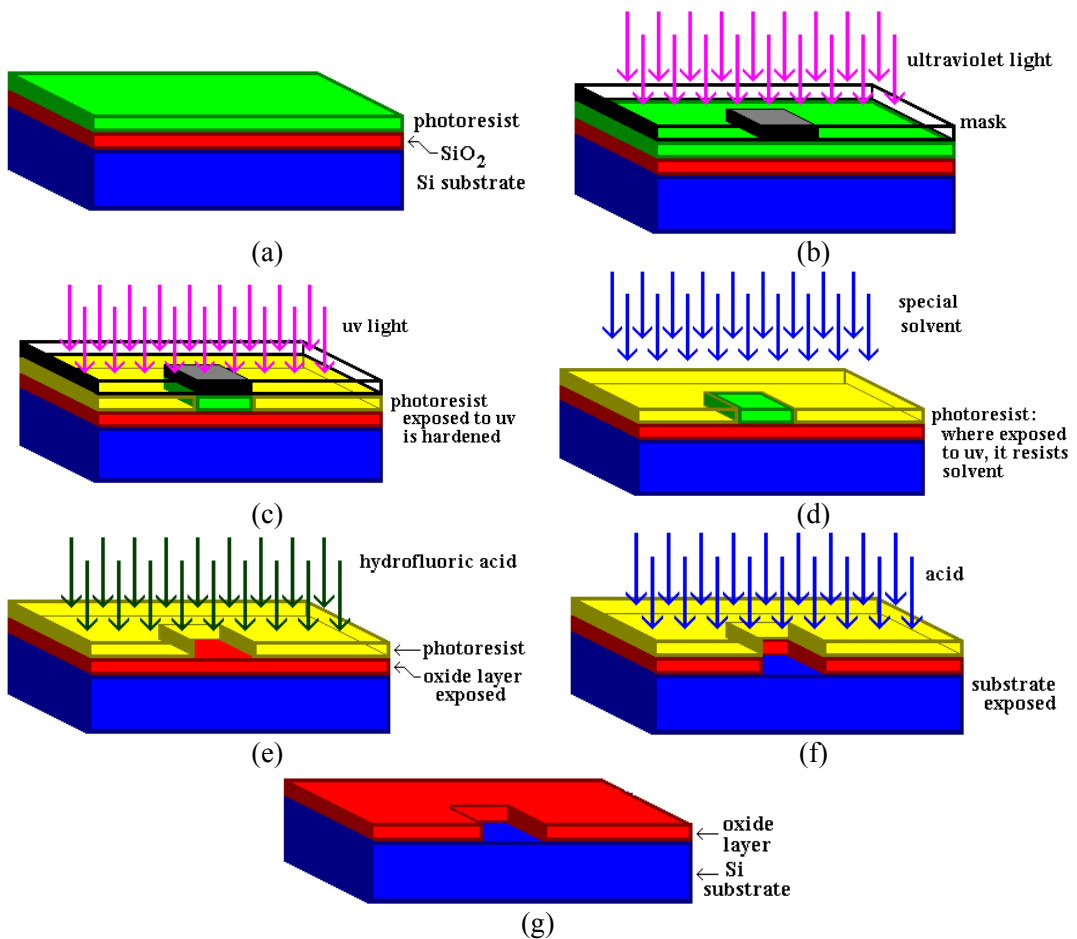 photoresist
SiO2
Si substrate
(a)
ultraviolet light
mask
(b)
uv light
photoresist
exposed to uv
is hardened
(c)
special
solvent
photoresist:
where exposed
to uv, it resists
solvent
(d)
hydrofluoric acid
photoresist
oxide layer
exposed
(e)
acid
substrate
exposed
(f)
oxide
layer
Si
substrate
(g)